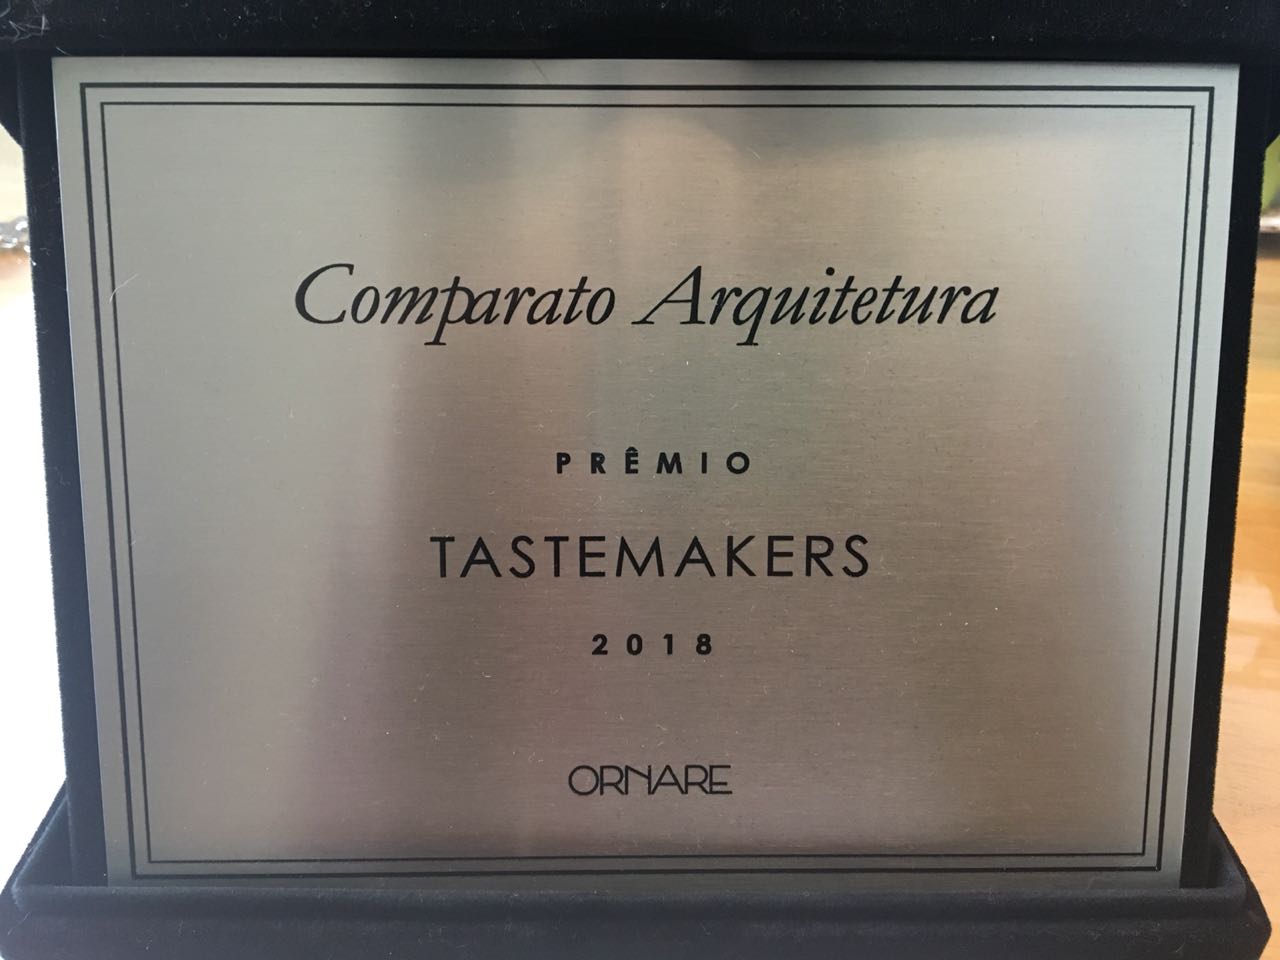 Comparato Arquitetura
PRÊMIO
TASTEMAKERS
2018
ORNARE